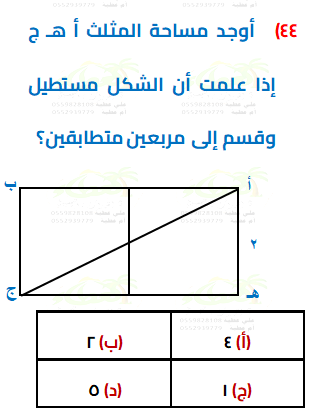 ٤٤) أوجد مساحة المثلث أ هـ ج
إذا علمت أن الشكل مستطيل
وقسم إلى مربعين متطابقين؟
أ
ب
٢
هـ
ج
(أ) ٤
(ب) ٢
(ج) ١
(د) ٥